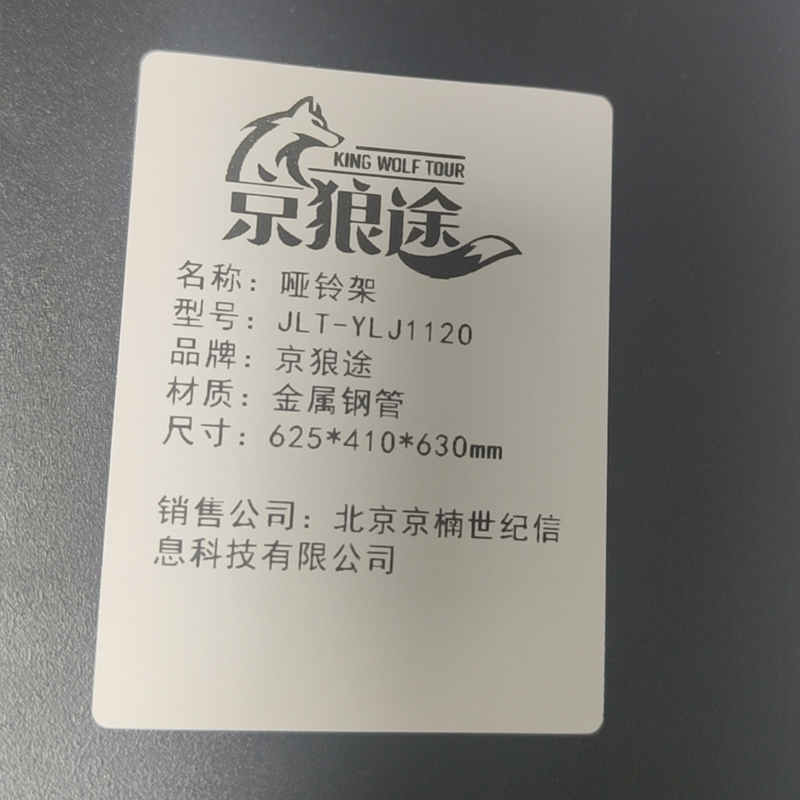 KING WOLF TOUR
京狼途
名称：哑铃架
型号：JLT-YLJ1120
品牌：京狼途
材质：金属钢管
尺寸：625*410*630mm
销售公司：北京京楠世纪信
息科技有限公司